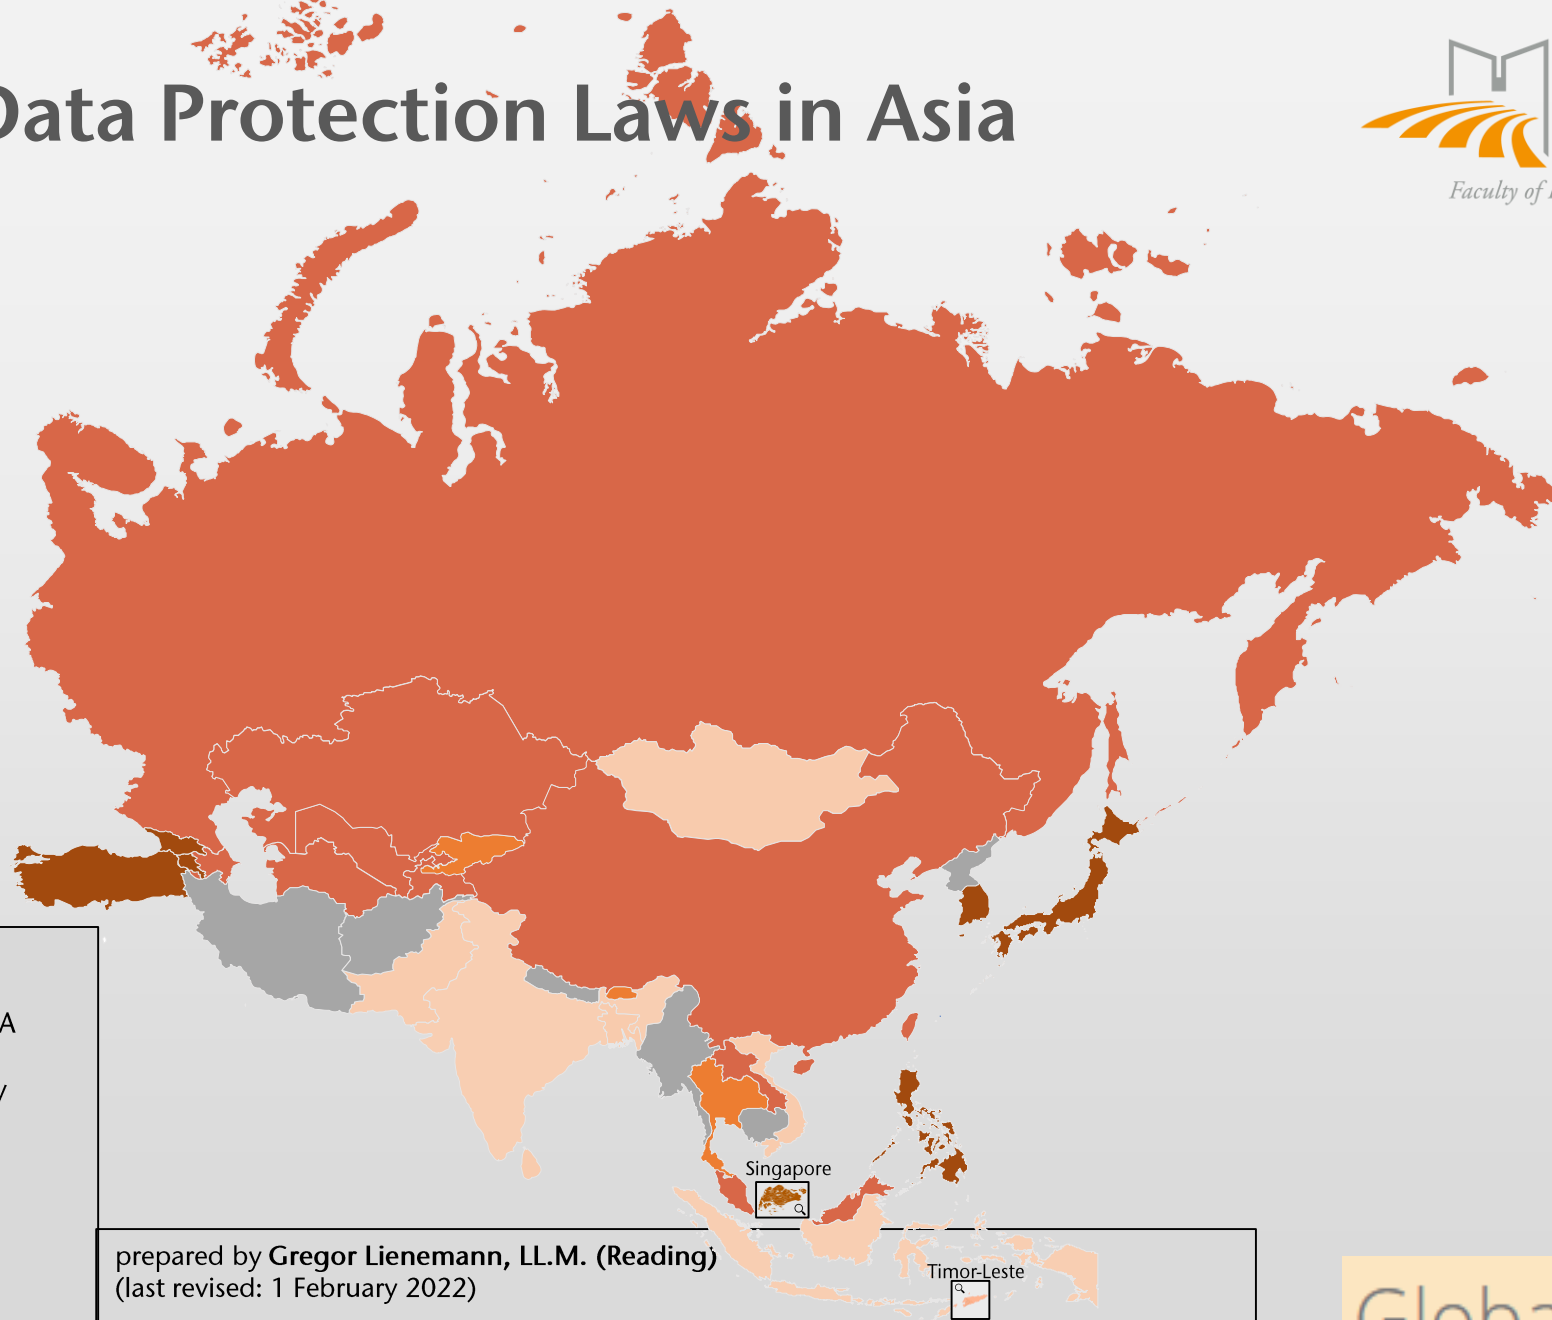 Data Protection Laws in Asia
Faculty of
A
y
Singapore
prepared by Gregor Lienemann, LL.M. (Reading)
(last revised: 1 February 2022)
Timor-Leste
Globa